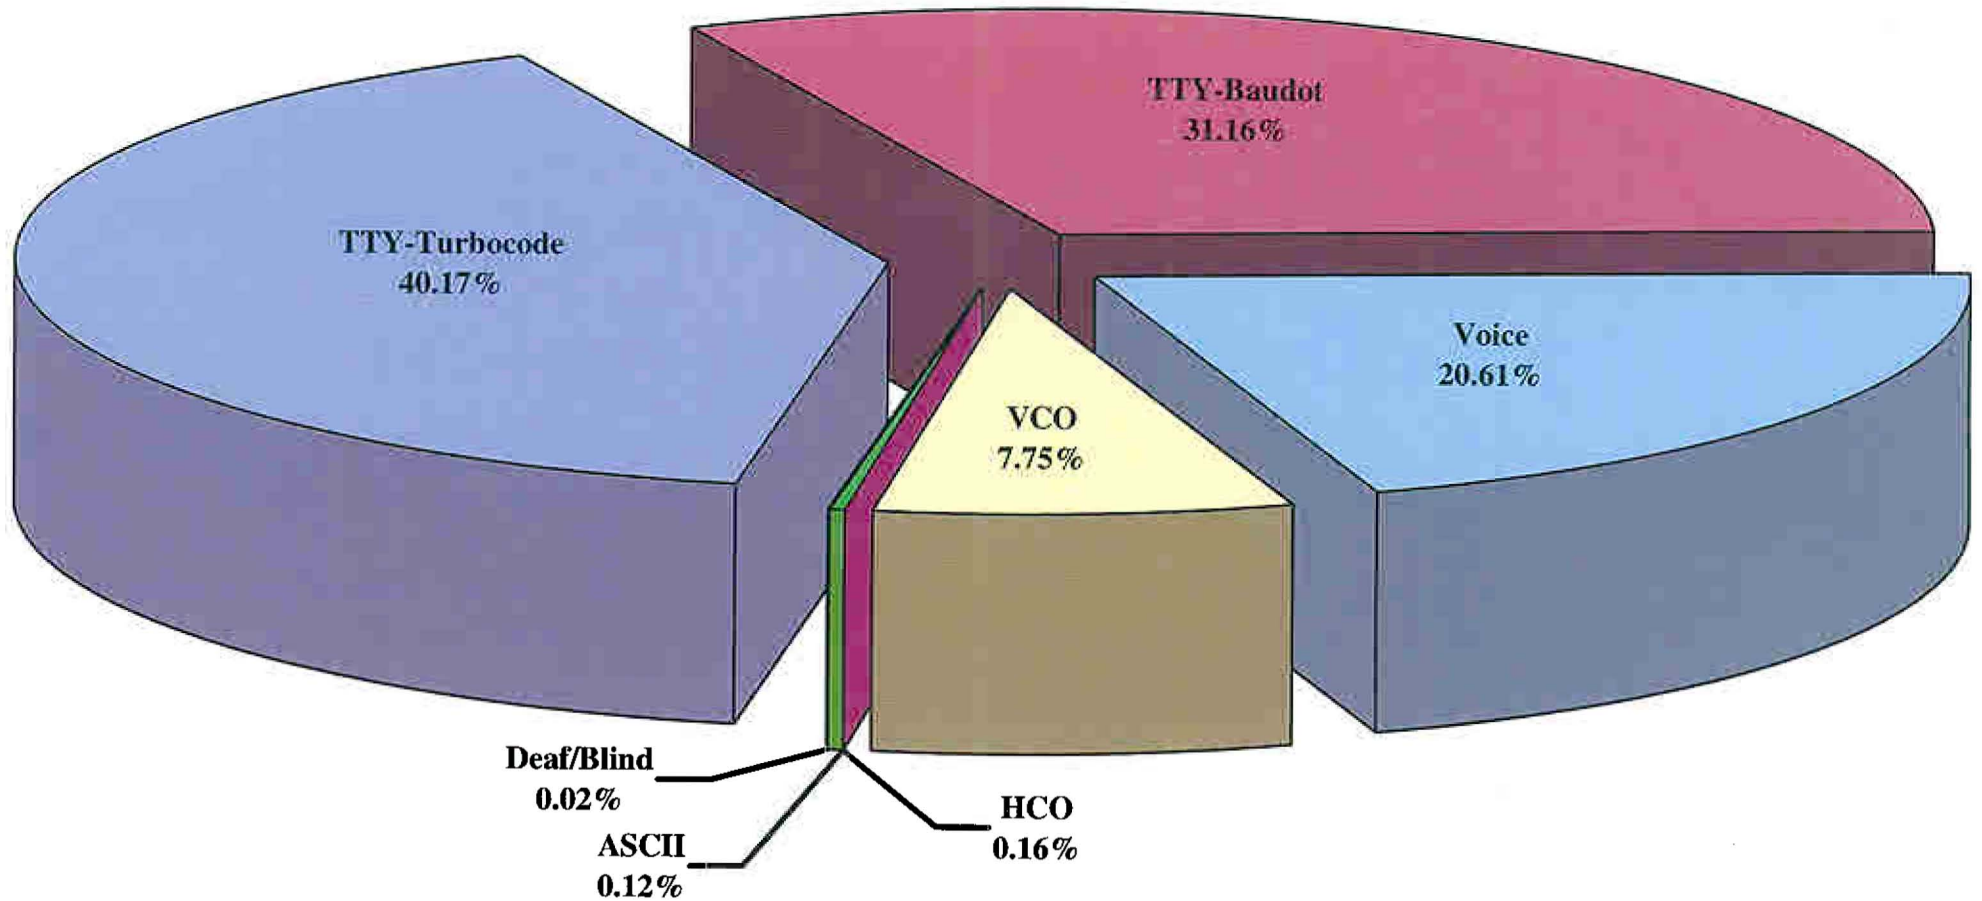 TTY-Baudot
31.16%
TTY-Turbocode
40.17%
Voice
20.61%
VCO
7.75%
Deaf/Blind
0.02%
HCO
0.16%
ASCII
0.12%